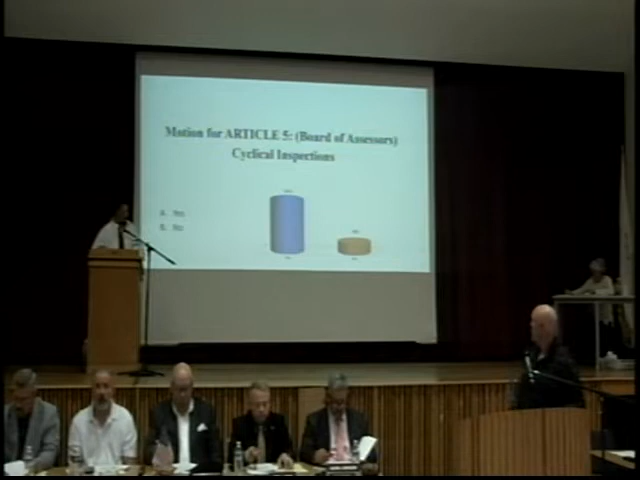 Motion for ARTICLE 5: (Board of Assessors)
Cyclical Inspections
A. Yes
B. No